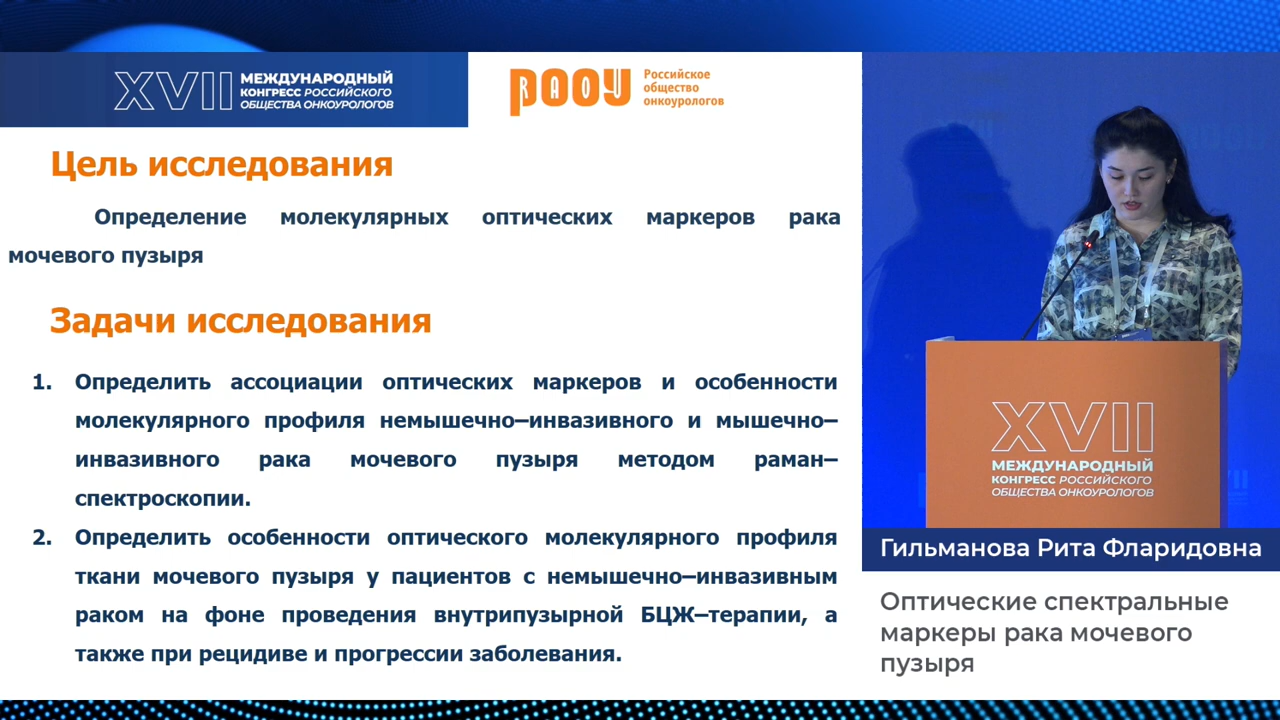 XVII МЕЖДУНАРОДНЫЙ
КОНГРЕСС РОССИЙСКОГО
ОБЩЕСТВА ОНКОУРОЛОГОВ
РООУ
RAOU
Российское
общество
онкоурологов
Цель исследования
Определение молекулярных оптических маркеров рака
мочевого пузыря
Задачи исследования
1. Определить ассоциации оптических маркеров и особенности
молекулярного профиля немышечно–инвазивного и мышечно–
инвазивного рака мочевого пузыря методом раман–
спектроскопии.
2. Определить особенности оптического молекулярного профиля
ткани мочевого пузыря у пациентов с немышечно–инвазивным
раком на фоне проведения внутрипузырной БЦЖ–терапии, а
также при рецидиве и прогрессии заболевания.
XVII
МЕЖДУНАРОДНЫЙ
КОНГРЕСС РОССИЙСКОГО
ОБЩЕСТВА ОНКОУРОЛОГОВ
Гильманова Рита Фларидовна
Оптические спектральные
маркеры рака мочевого
пузыря